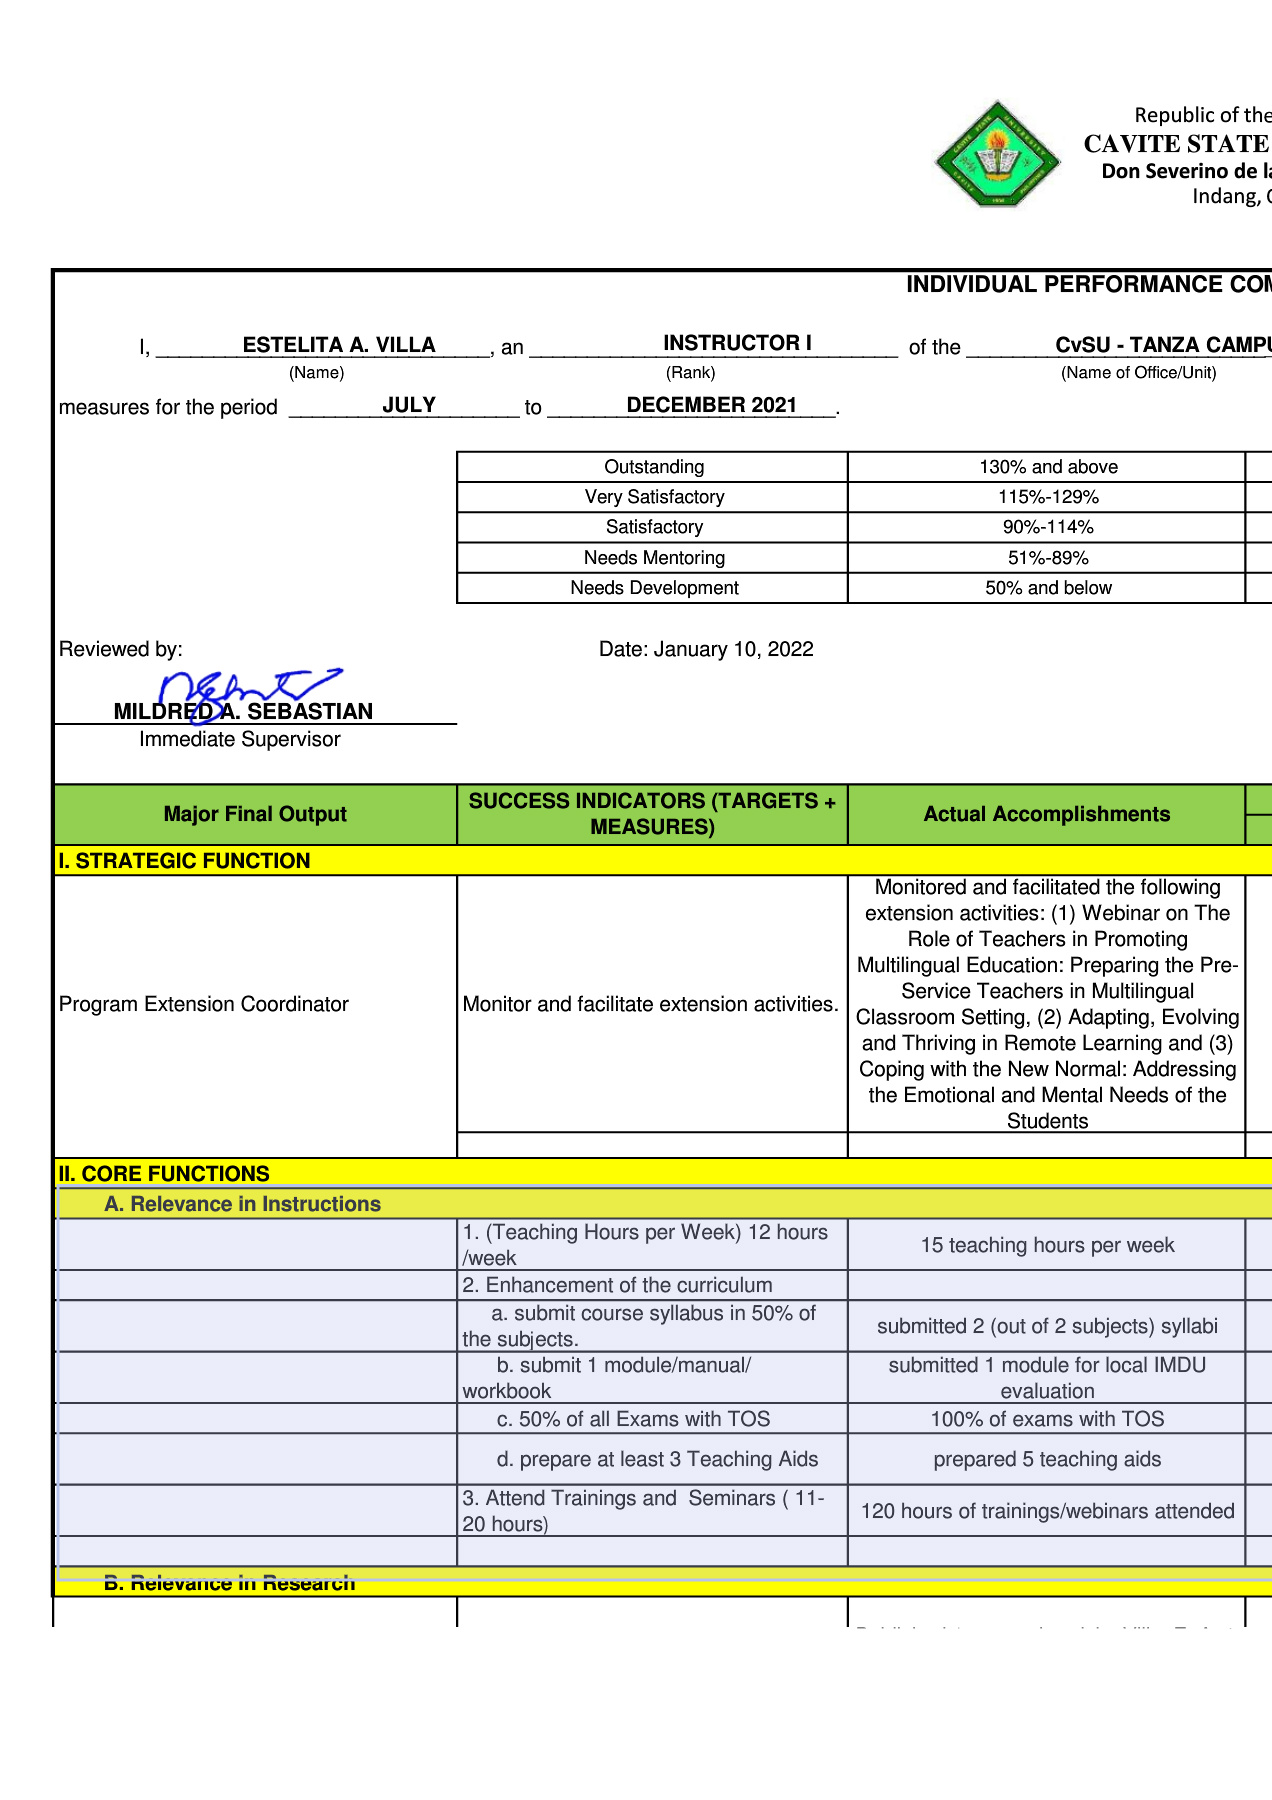 Republic of the
CAVITE STATE
Don Severino de la
Indang,
INDIVIDUAL PERFORMANCE
I, ESTELITA A. VILLA, an INSTRUCTOR I of the CvSU - TANZA
(Name) (Rank) (Name of Office/Unit)
measures for the period JULY to DECEMBER 2021.
Outstanding 130% and above
Very Satisfactory 115%-129%
Satisfactory 90%-114%
Needs Mentoring 51%-89%
Needs Development 50% and below
Reviewed by: Date: January 10, 2022
MILDRED A. SEBASTIAN
Immediate Supervisor
Major Final Output
SUCCESS INDICATORS (TARGETS +
MEASURES)
Actual Accomplishments
I. STRATEGIC FUNCTION
Program Extension Coordinator
Monitor and facilitate extension activities.
Monitored and facilitated the following
extension activities: (1) Webinar on The
Role of Teachers in Promoting
Multilingual Education: Preparing the Pre-
Service Teachers in Multilingual
Classroom Setting, (2) Adapting, Evolving
and Thriving in Remote Learning and (3)
Coping with the New Normal: Addressing
the Emotional and Mental Needs of the
Students
II. CORE FUNCTIONS
A. Relevance in Instructions
1. (Teaching Hours per Week) 12 hours
/week
15 teaching hours per week
2. Enhancement of the curriculum
a. submit course syllabus in 50% of
the subjects.
submitted 2 (out of 2 subjects) syllabi
b. submit 1 module/manual/
workbook
submitted 1 module for local IMDU
evaluation
c. 50% of all Exams with TOS
100% of exams with TOS
d. prepare at least 3 Teaching Aids
prepared 5 teaching aids
3. Attend Trainings and Seminars ( 11-
20 hours)
120 hours of trainings/webinars attended
B. Relevance in Research